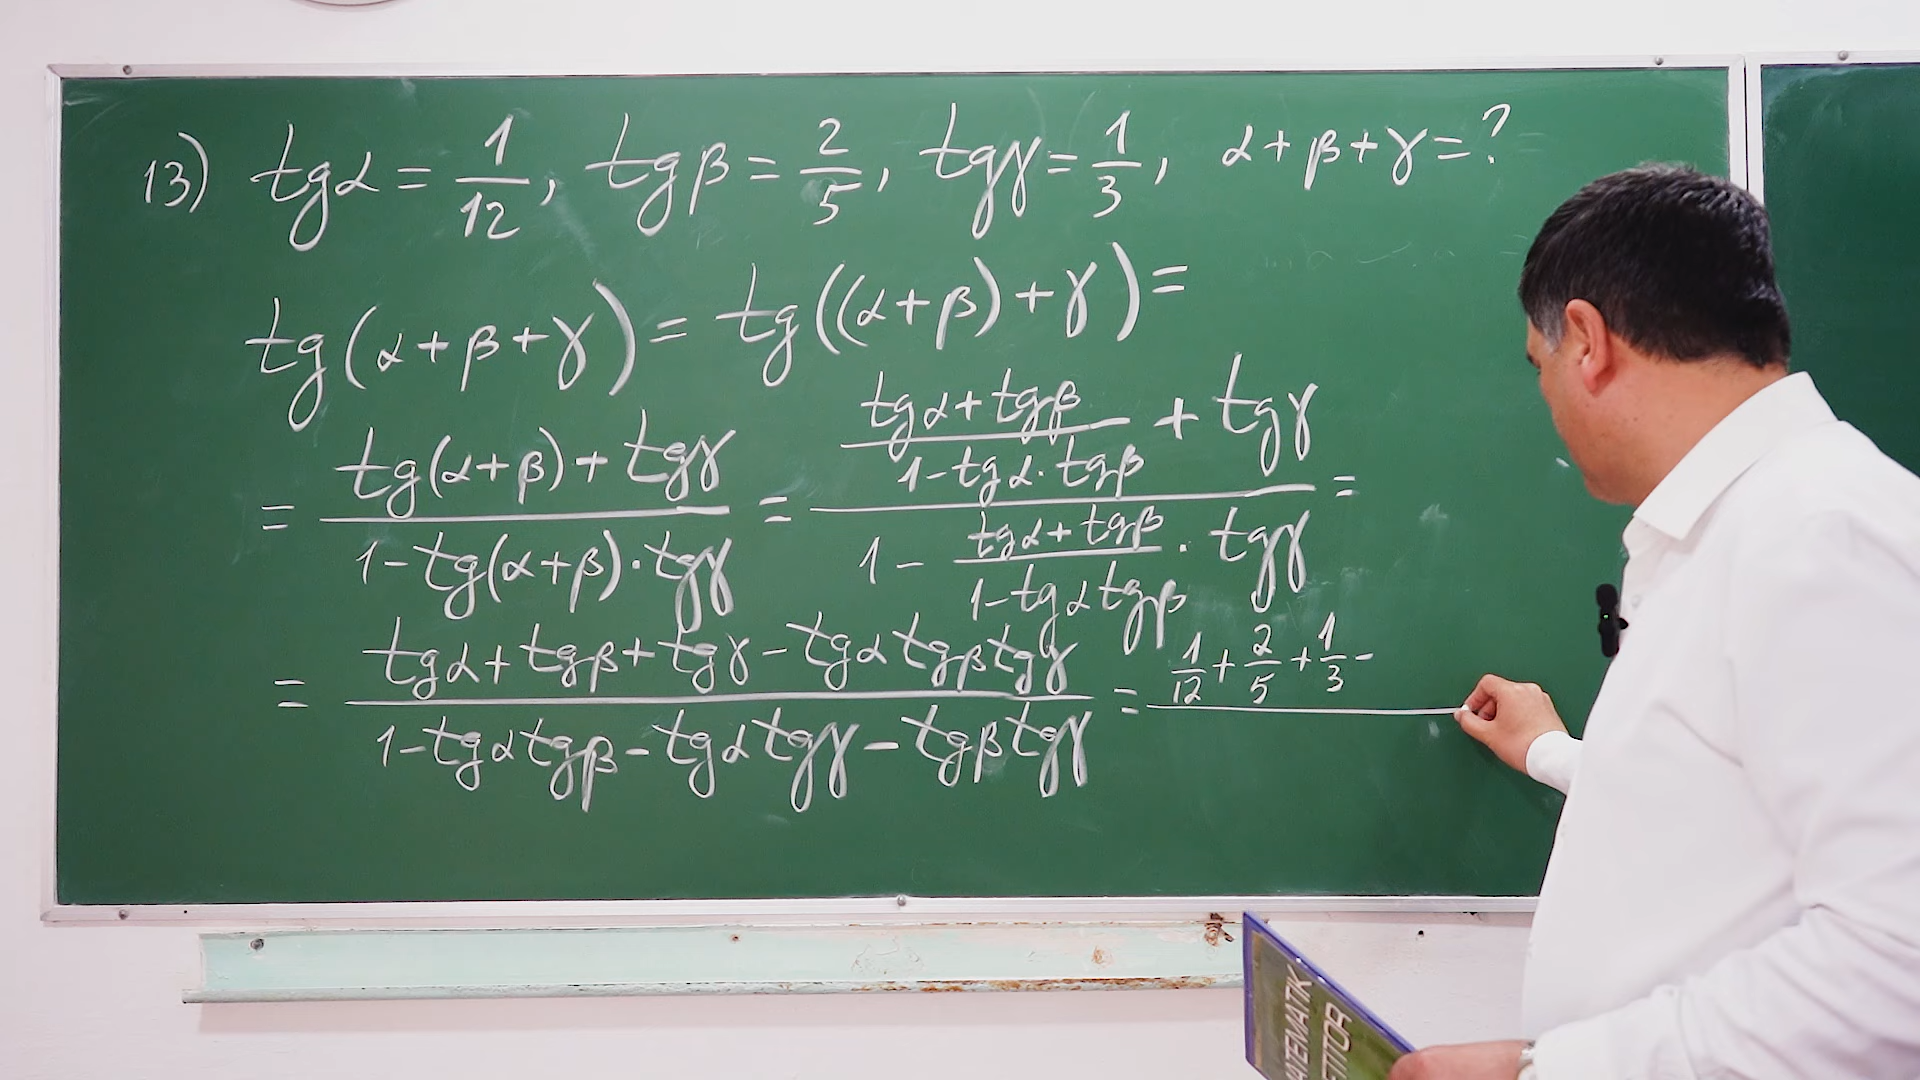 13) tgα = 1/12, tgβ = 2/5, tgγ = 1/3, α+β+γ=?
tg(α+β+γ) = tg((α+β)+γ) =
= (tg(α+β)+tgγ)/(1-tg(α+β)·tgγ) = ((tgα+tgβ)/(1-tgα·tgβ) + tgγ)/(1 - (tgα+tgβ)/(1-tgαtgβ) · tgγ) =
= (tgα+tgβ+tgγ-tgαtgβtgγ)/(1-tgαtgβ-tgαtgγ-tgβtgγ) = 1/12 + 2/5 + 1/3 -